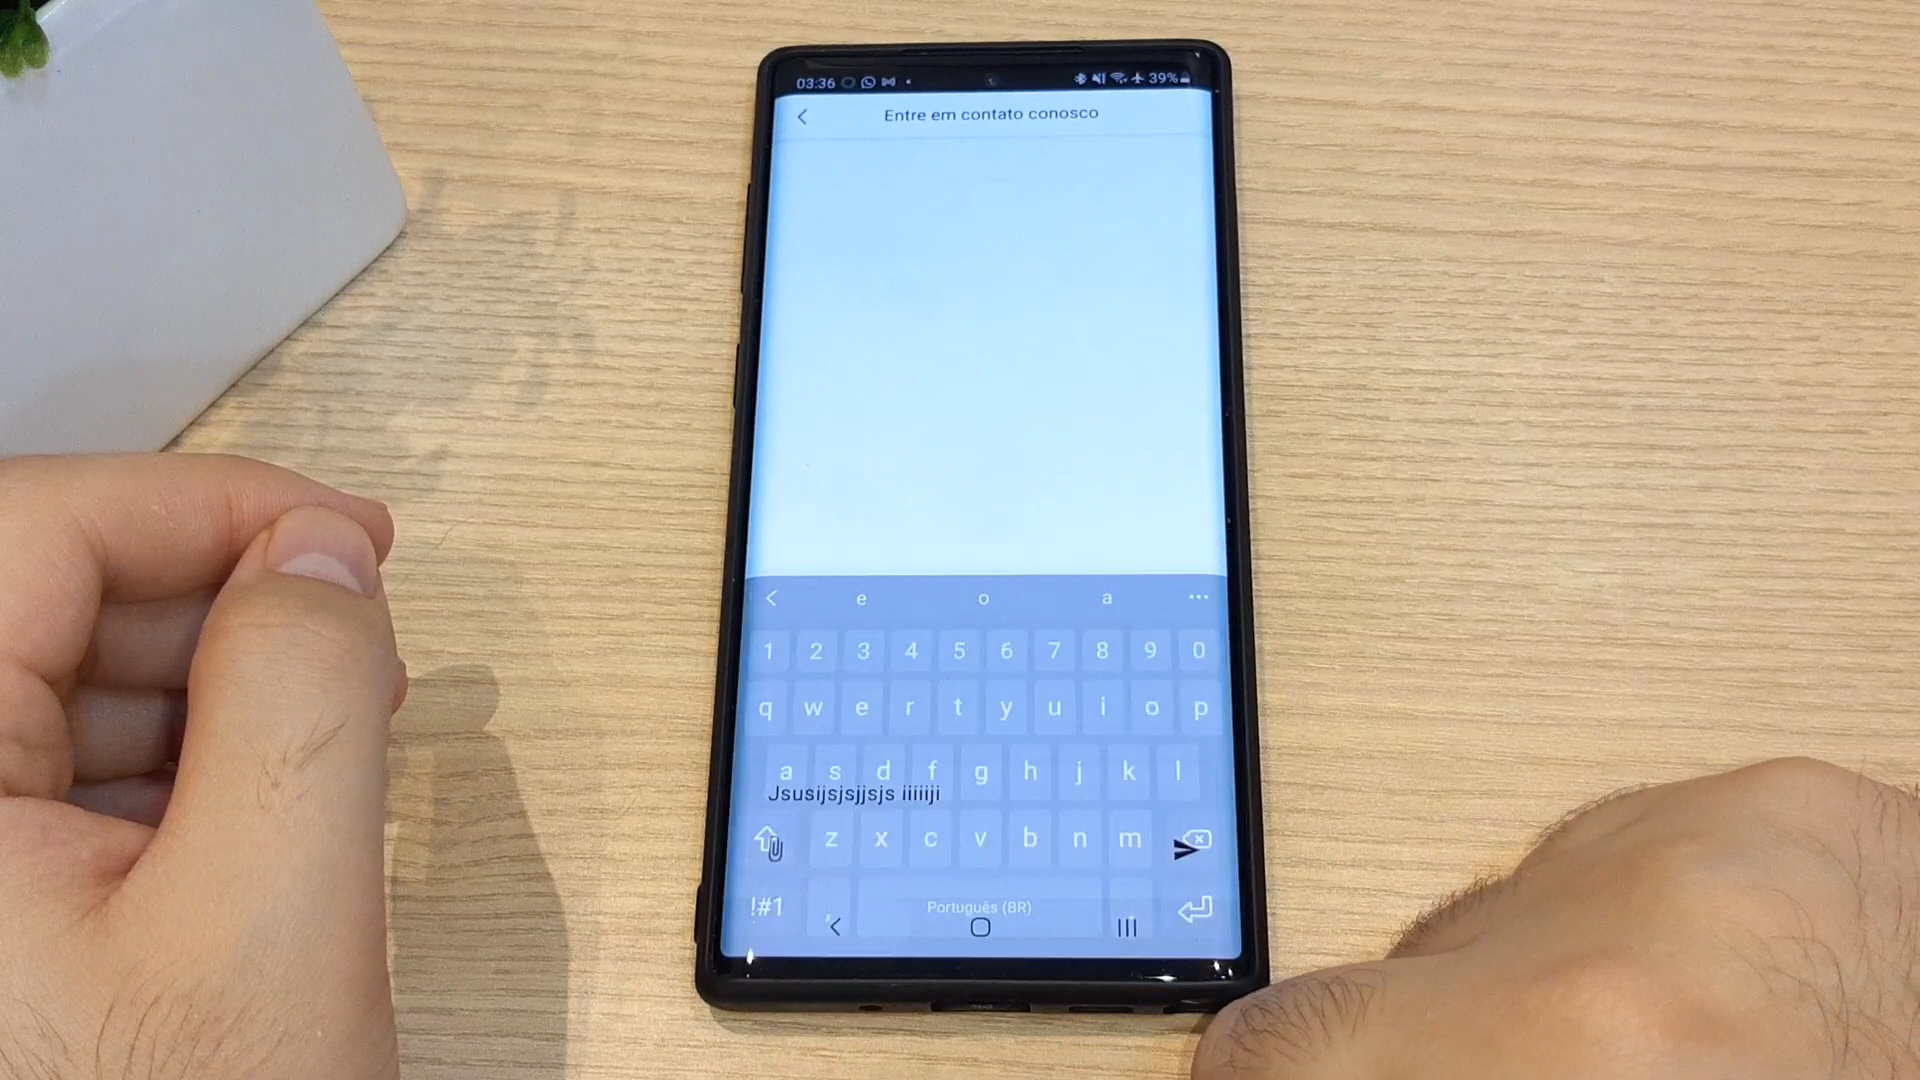 03:36 39%
Entre em contato conosco
e o a
1 2 3 4 5 6 7 8 9 0
q w e r t y u i o p
a s d f g h j k l
Jsusijsjsjjsjs iiiiiji
z x c v b n m
!#1 Português (BR)